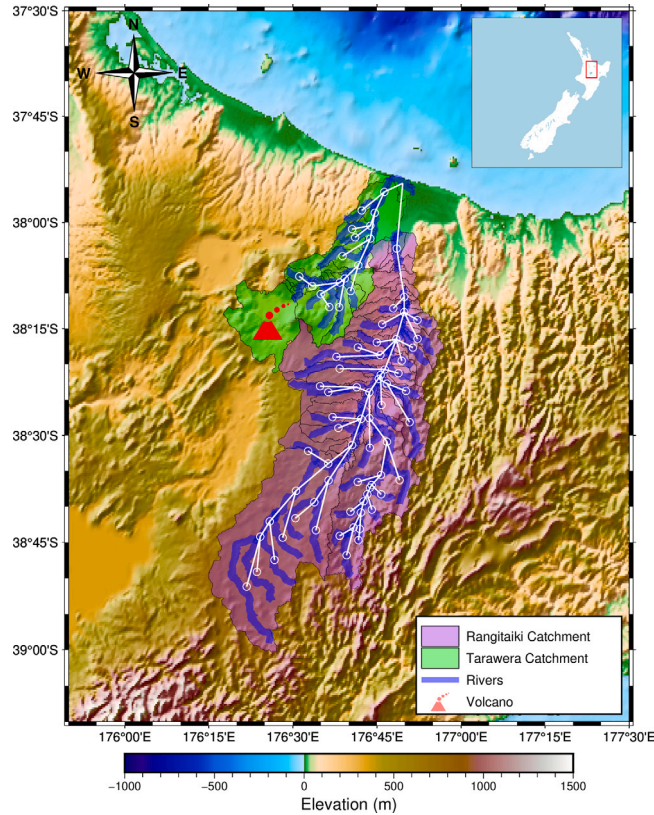 37°30'S
N
W
E
S
37°45'S
38°00'S
38°15'S
38°30'S
38°45'S
39°00'S
Rangitaiki Catchment
Tarawera Catchment
Rivers
Volcano
176°00'E 176°15'E 176°30'E 176°45'E 177°00'E 177°15'E 177°30'E
−1000 −500 0 500 1000 1500
Elevation (m)